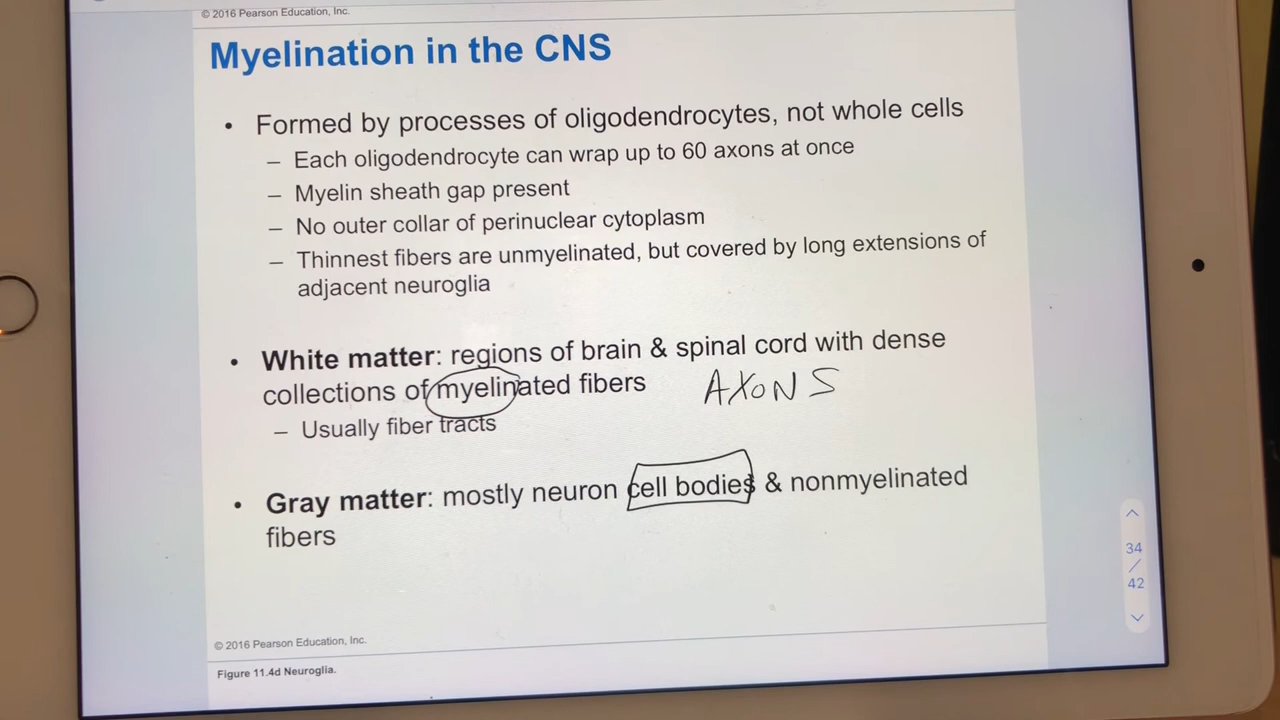 © 2016 Pearson Education, Inc.
Myelination in the CNS
• Formed by processes of oligodendrocytes, not whole cells
– Each oligodendrocyte can wrap up to 60 axons at once
– Myelin sheath gap present
– No outer collar of perinuclear cytoplasm
– Thinnest fibers are unmyelinated, but covered by long extensions of
adjacent neuroglia
• White matter: regions of brain & spinal cord with dense
collections of myelinated fibers AXONS
– Usually fiber tracts
• Gray matter: mostly neuron cell bodies & nonmyelinated
fibers
34
/
42
© 2016 Pearson Education, Inc.
Figure 11.4d Neuroglia.